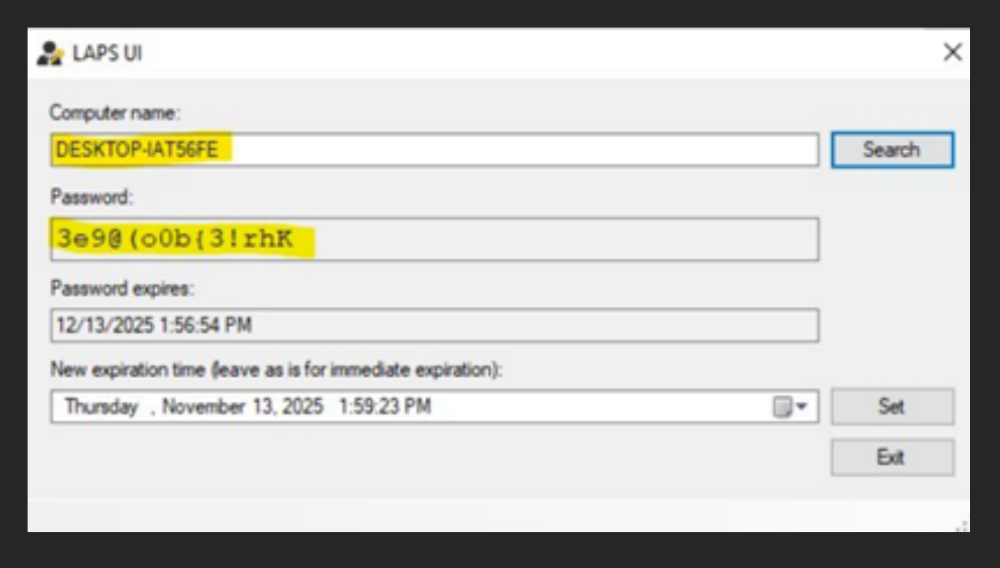 LAPS UI
Computer name:
DESKTOP-IAT56FE
Search
Password:
3e9@(o0b{3!rhK
Password expires:
12/13/2025 1:56:54 PM
New expiration time (leave as is for immediate expiration):
Thursday , November 13, 2025 1:59:23 PM
Set
Exit